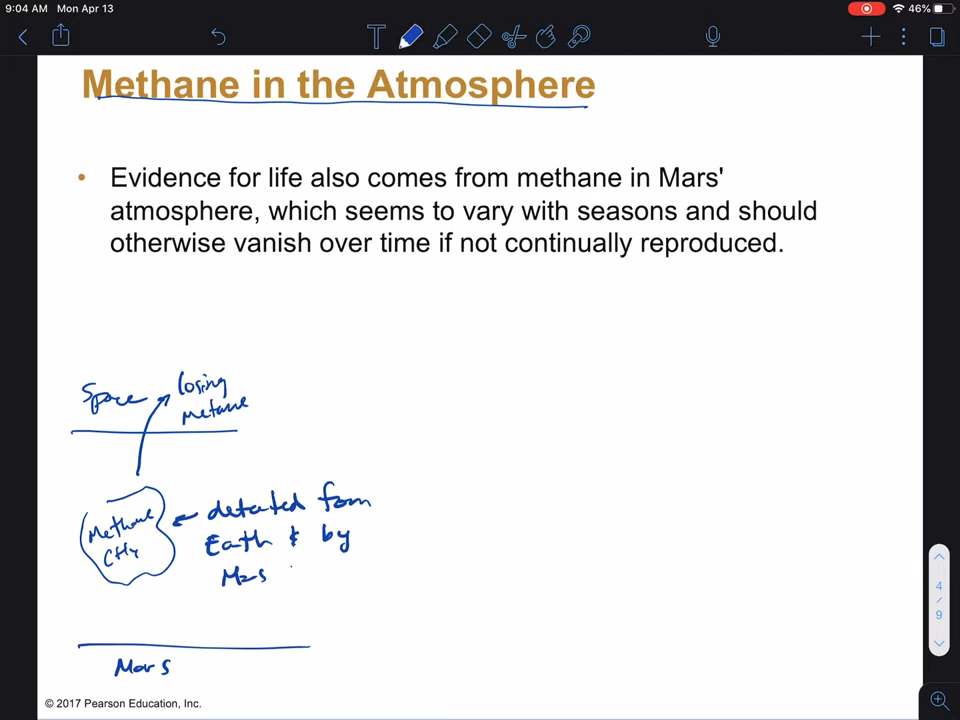 9:04 AM Mon Apr 13
46%
T
Methane in the Atmosphere
• Evidence for life also comes from methane in Mars'
atmosphere, which seems to vary with seasons and should
otherwise vanish over time if not continually reproduced.
Space
losing
metane
Methane
CH4
detected from
Earth & by
Mars
Mars
4
/
9
© 2017 Pearson Education, Inc.